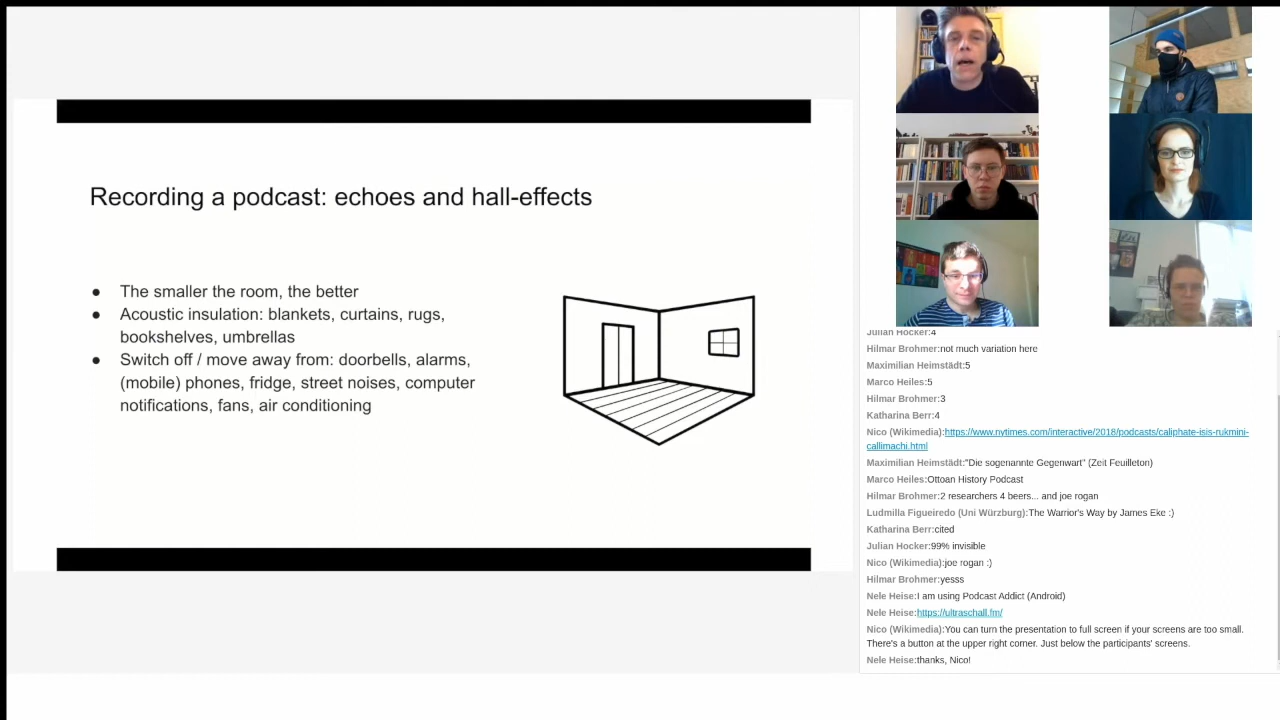 Recording a podcast: echoes and hall-effects
● The smaller the room, the better
● Acoustic insulation: blankets, curtains, rugs,
bookshelves, umbrellas
● Switch off / move away from: doorbells, alarms,
(mobile) phones, fridge, street noises, computer
notifications, fans, air conditioning
Julian Hocker:4
Hilmar Brohmer:not much variation here
Maximilian Heimstädt:5
Marco Heiles:5
Hilmar Brohmer:3
Katharina Berr:4
Nico (Wikimedia):https://www.nytimes.com/interactive/2018/podcasts/caliphate-isis-rukmini-
callimachi.html
Maximilian Heimstädt:"Die sogenannte Gegenwart" (Zeit Feuilleton)
Marco Heiles:Ottoan History Podcast
Hilmar Brohmer:2 researchers 4 beers... and joe rogan
Ludmilla Figueiredo (Uni Würzburg):The Warrior's Way by James Eke :)
Katharina Berr:cited
Julian Hocker:99% invisible
Nico (Wikimedia):joe rogan :)
Hilmar Brohmer:yesss
Nele Heise:I am using Podcast Addict (Android)
Nele Heise:https://ultraschall.fm/
Nico (Wikimedia):You can turn the presentation to full screen if your screens are too small.
There's a button at the upper right corner. Just below the participants' screens.
Nele Heise:thanks, Nico!